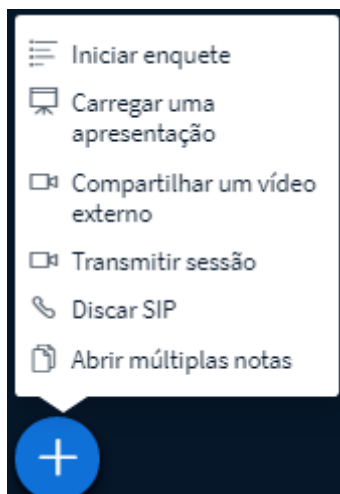 Iniciar enquete
Carregar uma
apresentação
Compartilhar um vídeo
externo
Transmitir sessão
Discar SIP
Abrir múltiplas notas